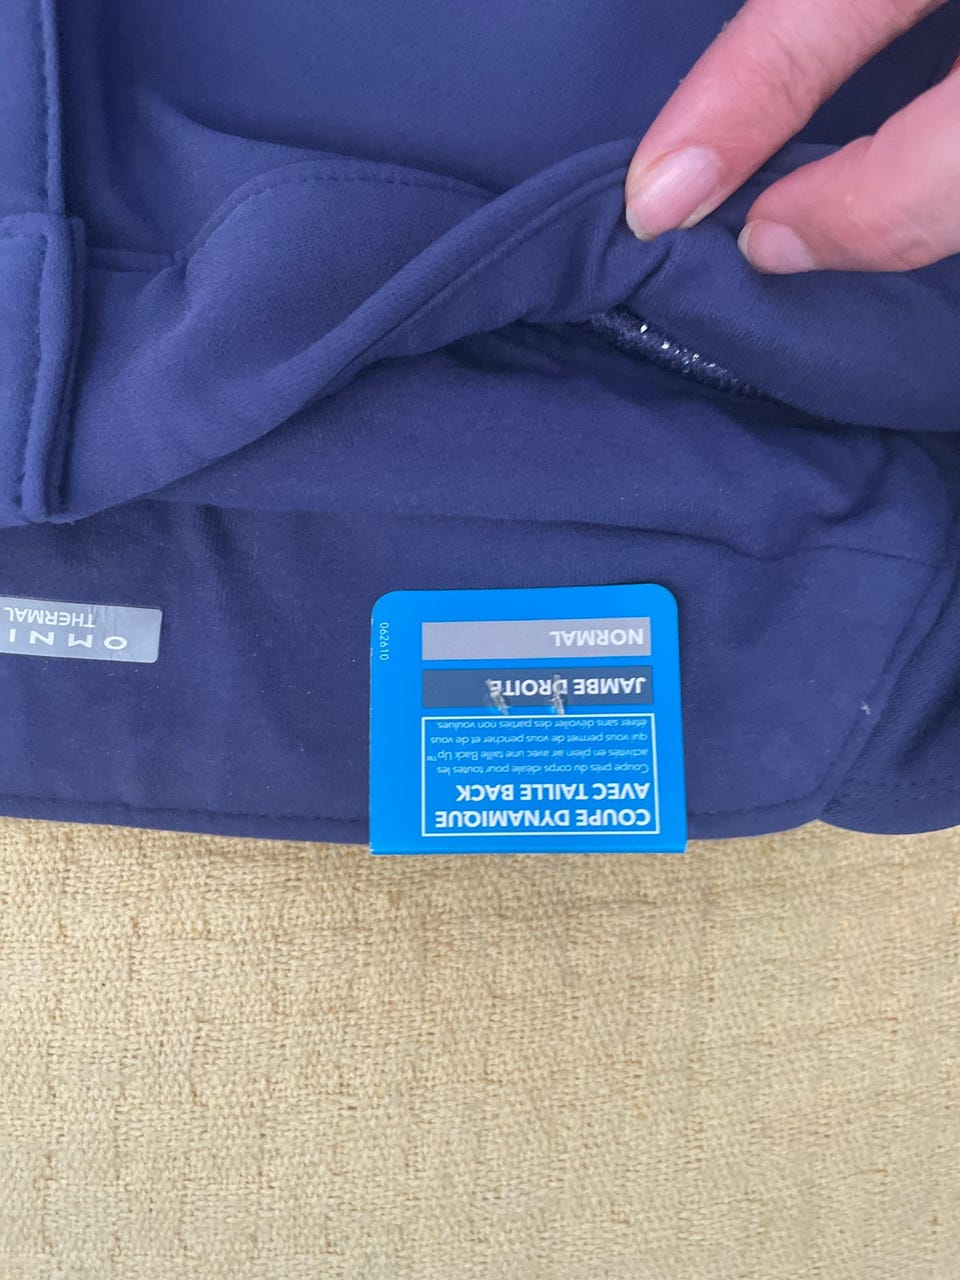 COUPE DYNAMIQUE
AVEC TAILLE BACK
Coupe près du corps idéale pour toutes les
activités en plein air avec une taille Back Up™
qui vous permet de vous pencher et de vous
étirer sans dévoiler des parties non voulues.
JAMBE DROITE
NORMAL
062610
OMNI
THERMAL